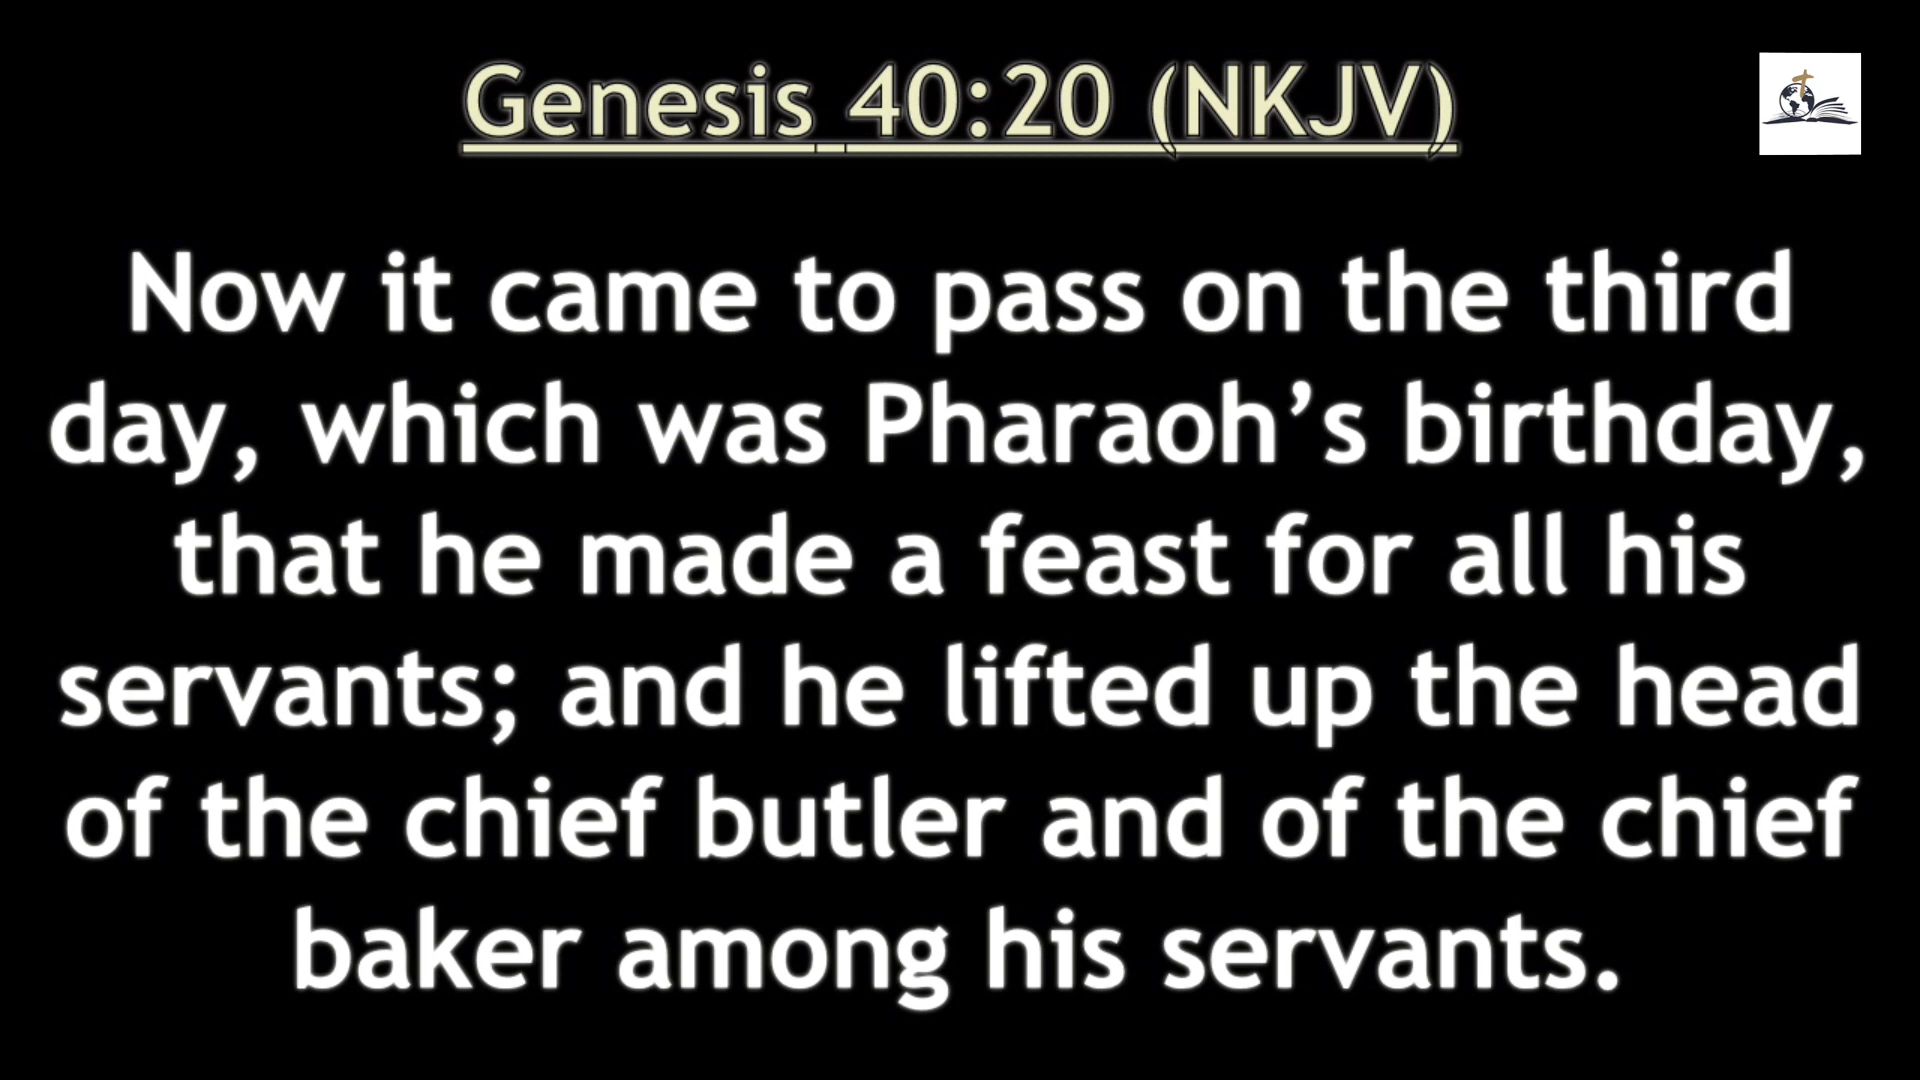 Genesis 40:20 (NKJV)
Now it came to pass on the third
day, which was Pharaoh’s birthday,
that he made a feast for all his
servants; and he lifted up the head
of the chief butler and of the chief
baker among his servants.